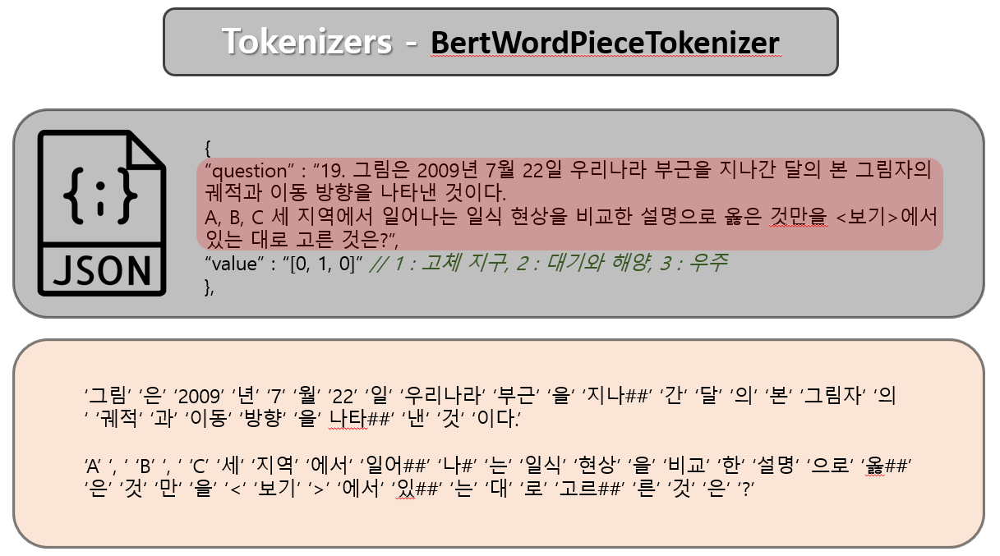 Tokenizers - BertWordPieceTokenizer
{
“question” : “19. 그림은 2009년 7월 22일 우리나라 부근을 지나간 달의 본 그림자의
궤적과 이동 방향을 나타낸 것이다.
A, B, C 세 지역에서 일어나는 일식 현상을 비교한 설명으로 옳은 것만을 <보기>에서
있는 대로 고른 것은?”,
“value” : “[0, 1, 0]” // 1 : 고체 지구, 2 : 대기와 해양, 3 : 우주
},
{;}
JSON
‘그림’ ‘은’ ‘2009’ ‘년’ ‘7’ ‘월’ ‘22’ ‘일’ ‘우리나라’ ‘부근’ ‘을’ ‘지나##’ ‘간’ ‘달’ ‘의’ ‘본’ ‘그림자’ ‘의
’ ‘궤적’ ‘과’ ‘이동’ ‘방향’ ‘을’ 나타##’ ‘낸’ ‘것’ ‘이다.’
‘A’ ‘, ‘ ‘B’ ‘, ‘ ‘C’ ‘세’ ‘지역’ ‘에서’ ‘일어##’ ‘나#’ ‘는’ ‘일식’ ‘현상’ ‘을’ ‘비교’ ‘한’ ‘설명’ ‘으로’ ‘옳##’
‘은’ ‘것’ ‘만’ ‘을’ ‘<’ ‘보기’ ‘>’ ‘에서’ ‘있##’ ‘는’ ‘대’ ‘로’ ‘고르##’ ‘른’ ‘것’ ‘은’ ‘?’